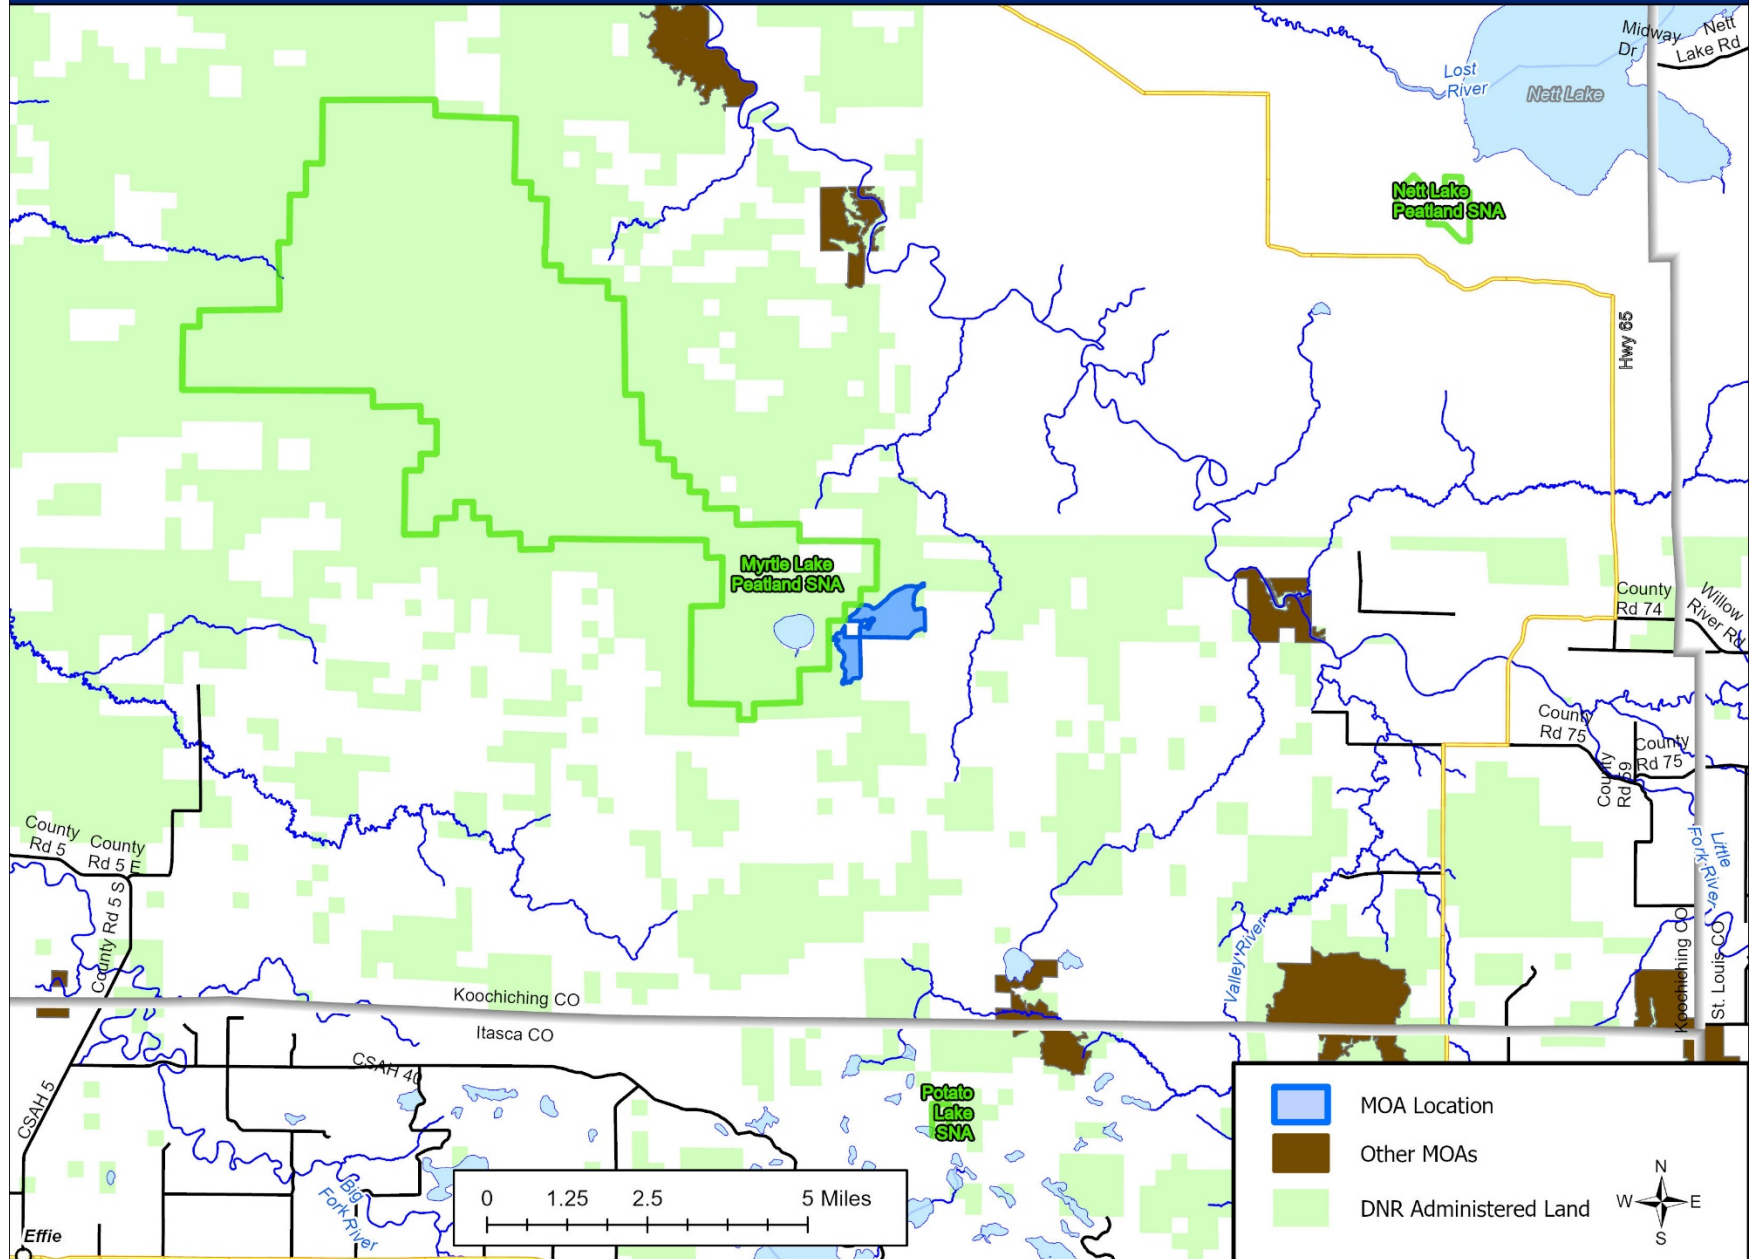 Midway
Dr
Nett
Lake Rd
Lost
River
Nett Lake
Nett Lake
Peatland SNA
Hwy 65
Myrtle Lake
Peatland SNA
County
Rd 74
Willow
River Rd
County
Rd 75
County
Rd 75
County
Rd 59
County
Rd 5
County
Rd 5 E
County Rd 5 S
Little
Fork River
Valley River
Koochiching CO
St. Louis CO
Koochiching CO
Itasca CO
CSAH 40
CSAH 5
Potato
Lake
SNA
Big
Fork River
Effie
0 1.25 2.5 5 Miles
MOA Location
Other MOAs
DNR Administered Land
N
W E
S